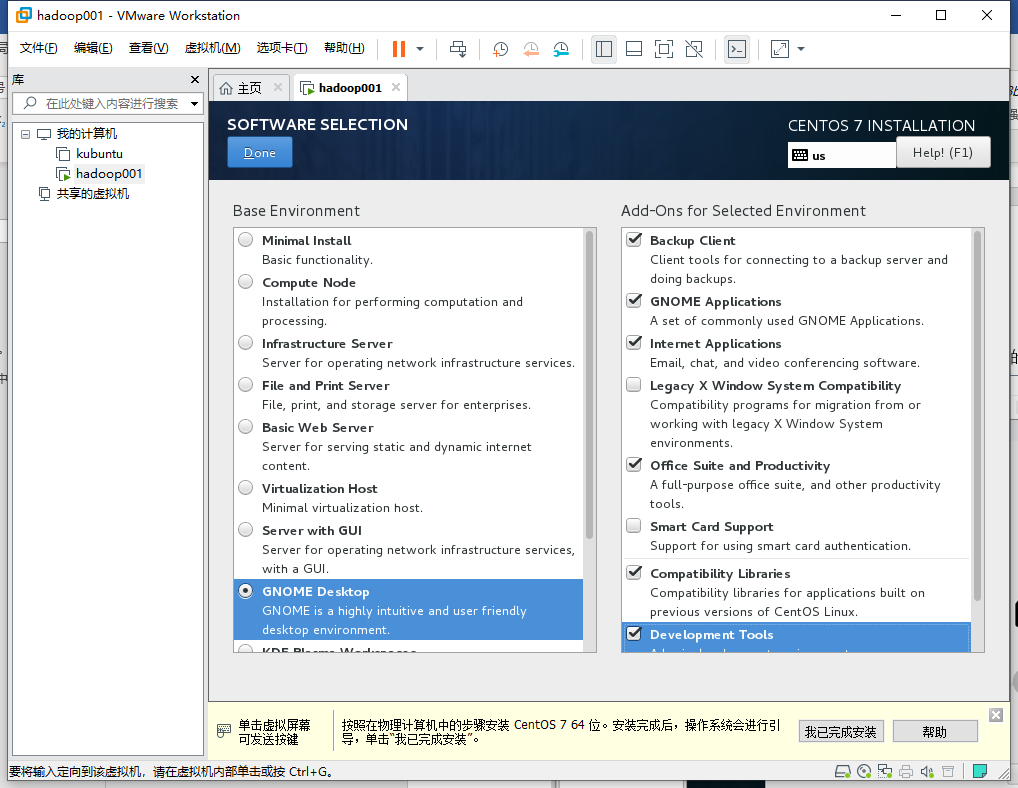 hadoop001 - VMware Workstation
文件(F) 编辑(E) 查看(V) 虚拟机(M) 选项卡(T) 帮助(H)
库
在此处键入内容进行搜索
我的计算机
kubuntu
hadoop001
共享的虚拟机
主页
hadoop001
SOFTWARE SELECTION
Done
CENTOS 7 INSTALLATION
us
Help! (F1)
Base Environment
Minimal Install
Basic functionality.
Compute Node
Installation for performing computation and
processing.
Infrastructure Server
Server for operating network infrastructure services.
File and Print Server
File, print, and storage server for enterprises.
Basic Web Server
Server for serving static and dynamic internet
content.
Virtualization Host
Minimal virtualization host.
Server with GUI
Server for operating network infrastructure services,
with a GUI.
GNOME Desktop
GNOME is a highly intuitive and user friendly
desktop environment.
KDE Plasma Workspaces
Add-Ons for Selected Environment
Backup Client
Client tools for connecting to a backup server and
doing backups.
GNOME Applications
A set of commonly used GNOME Applications.
Internet Applications
Email, chat, and video conferencing software.
Legacy X Window System Compatibility
Compatibility programs for migration from or
working with legacy X Window System
environments.
Office Suite and Productivity
A full-purpose office suite, and other productivity
tools.
Smart Card Support
Support for using smart card authentication.
Compatibility Libraries
Compatibility libraries for applications built on
previous versions of CentOS Linux.
Development Tools
单击虚拟屏幕
可发送按键
按照在物理计算机中的步骤安装 CentOS 7 64 位。安装完成后，操作系统会进行引
导，单击“我已完成安装”。
我已完成安装
帮助
要将输入定向到该虚拟机，请在虚拟机内部单击或按 Ctrl+G。